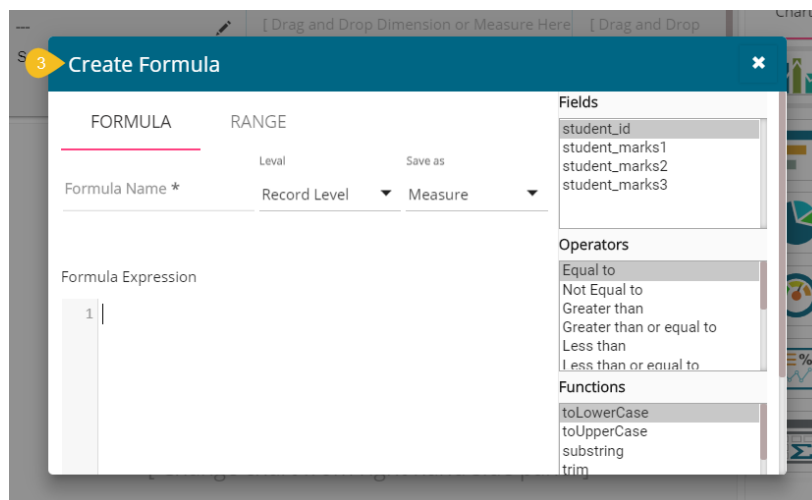 ---
[ Drag and Drop Dimension or Measure Here
[ Drag and Drop
Chart
S
3
Create Formula
FORMULA
RANGE
Leval
Save as
Formula Name *
Record Level
Measure
Formula Expression
1
Fields
student_id
student_marks1
student_marks2
student_marks3
Operators
Equal to
Not Equal to
Greater than
Greater than or equal to
Less than
Less than or equal to
Functions
toLowerCase
toUpperCase
substring
trim
%
Σ